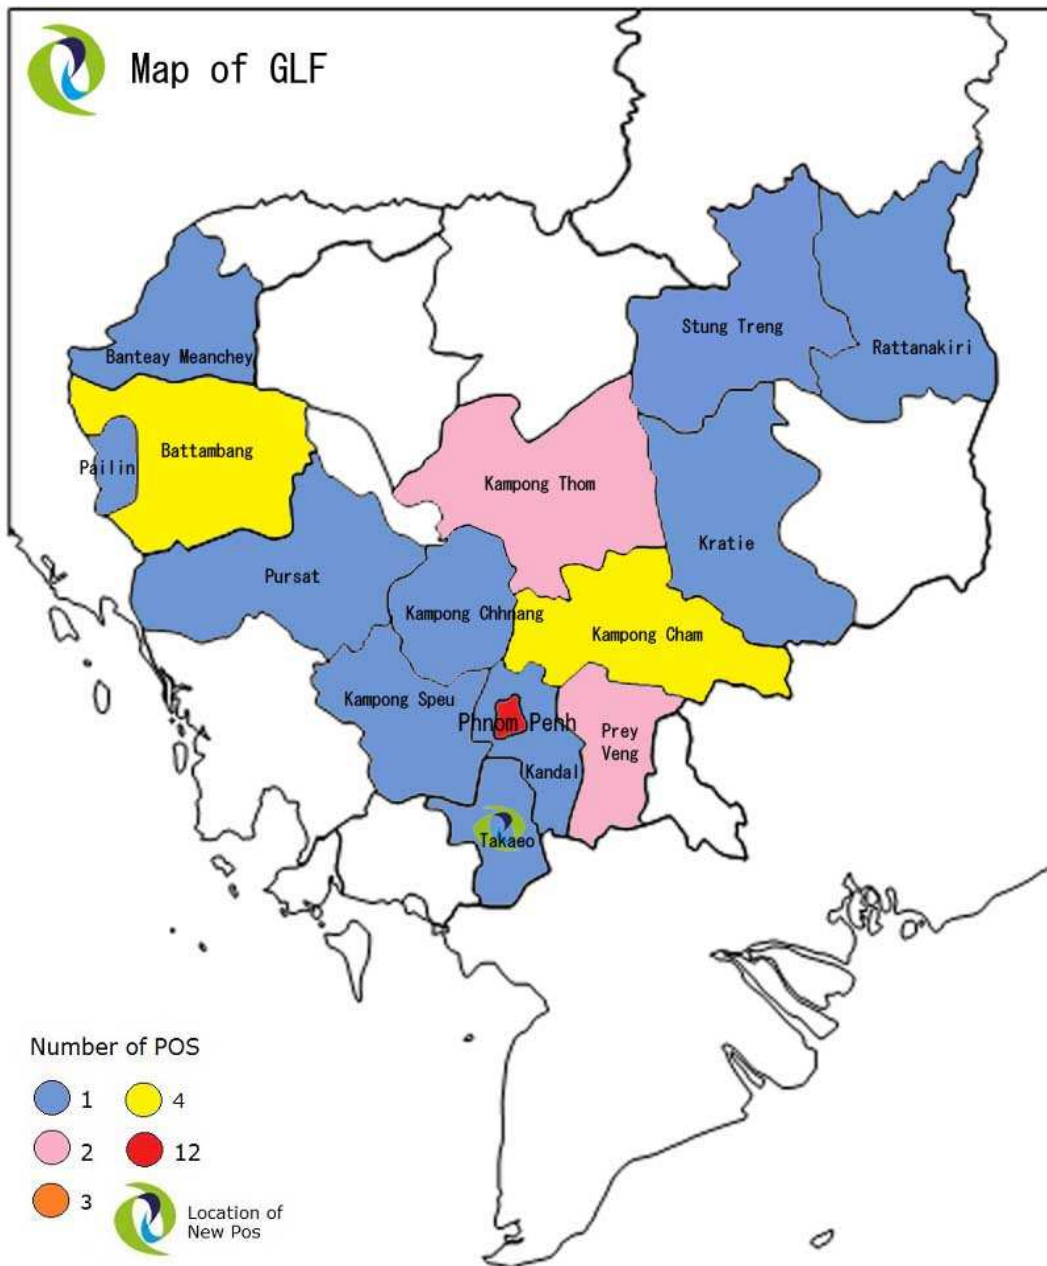 Map of GLF
Stung Treng
Rattanakiri
Banteay Meanchey
Battambang
Pailin
Kampong Thom
Kratie
Pursat
Kampong Chhnang
Kampong Cham
Kampong Speu
Phnom Penh
Prey
Veng
Kandal
Takaeo
Number of POS
1
4
2
12
3
Location of
New Pos